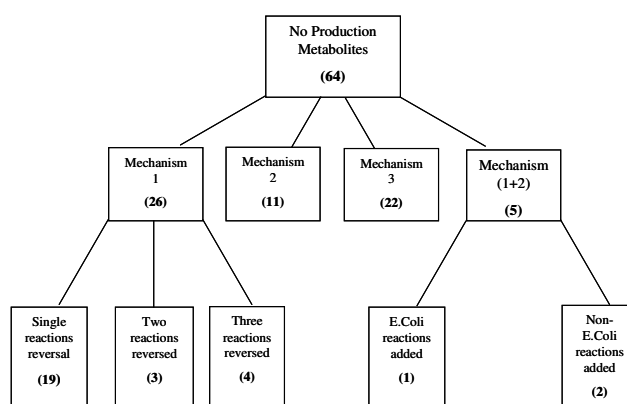 No Production
Metabolites
(64)
Mechanism
1
(26)
Mechanism
2
(11)
Mechanism
3
(22)
Mechanism
(1+2)
(5)
Single
reactions
reversal
(19)
Two
reactions
reversed
(3)
Three
reactions
reversed
(4)
E.Coli
reactions
added
(1)
Non-
E.Coli
reactions
added
(2)